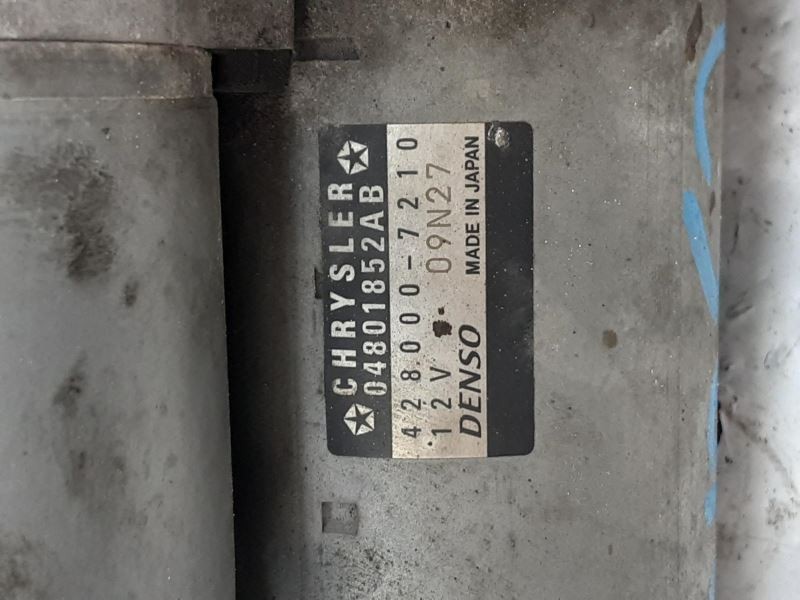 CHRYSLER
04801852AB
428000-7210
12V 09N27
DENSO MADE IN JAPAN